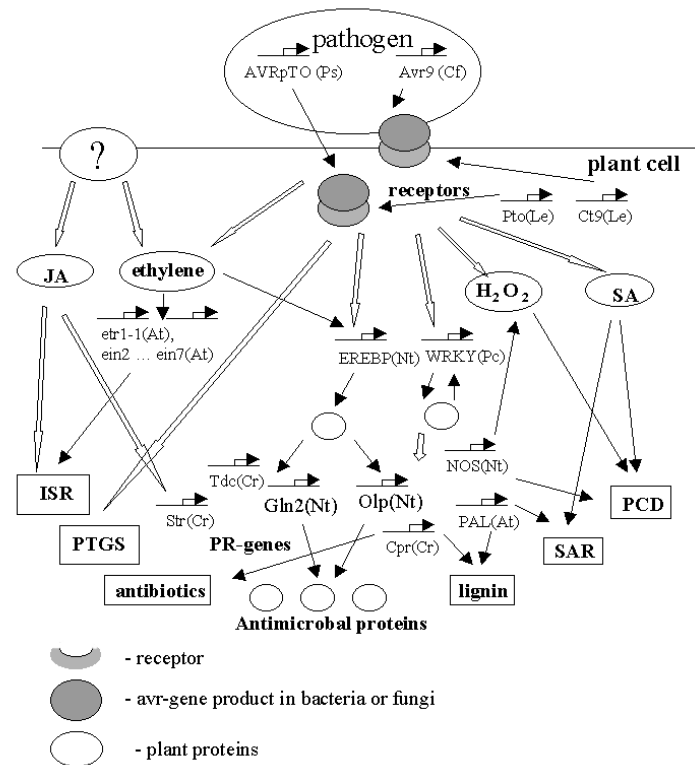 pathogen
AVRpTO (Ps) Avr9 (Cf)
?
plant cell
receptors
Pto(Le) Ct9(Le)
JA
ethylene
H2O2
SA
etr1-1(At),
ein2 ... ein7(At)
EREBP(Nt) WRKY(Pc)
NOS(Nt)
Tdc(Cr)
ISR
Gln2(Nt) Olp(Nt)
PCD
Str(Cr)
PAL(At)
PTGS
PR-genes
Cpr(Cr)
SAR
antibiotics
lignin
Antimicrobal proteins
- receptor
- avr-gene product in bacteria or fungi
- plant proteins